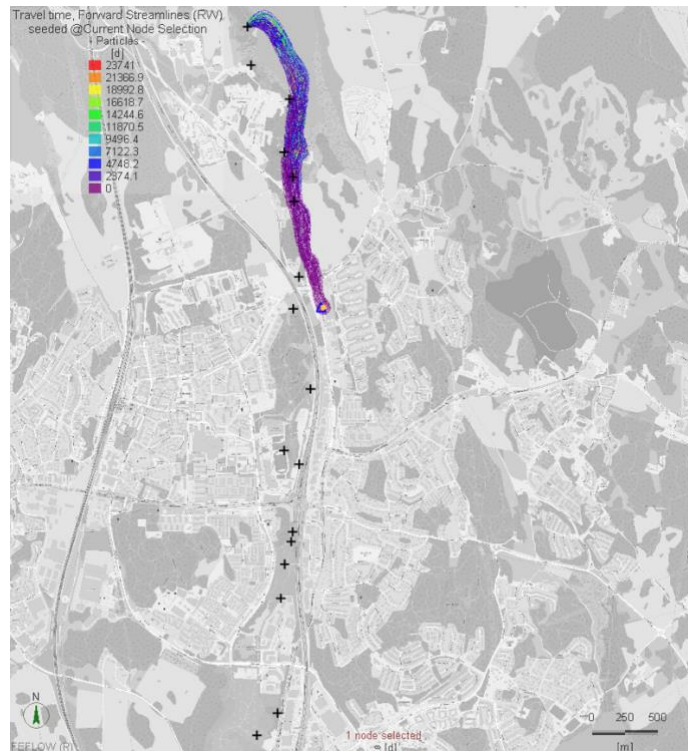 Travel time, Forward Streamlines (RW)
seeded @Current Node Selection
- Particles -
[d]
23741
21366.9
18992.8
16618.7
14244.6
11870.5
9496.4
7122.3
4748.2
2374.1
0
N
FEFLOW (R)
1 node selected
[d]
0 250 500
[m]